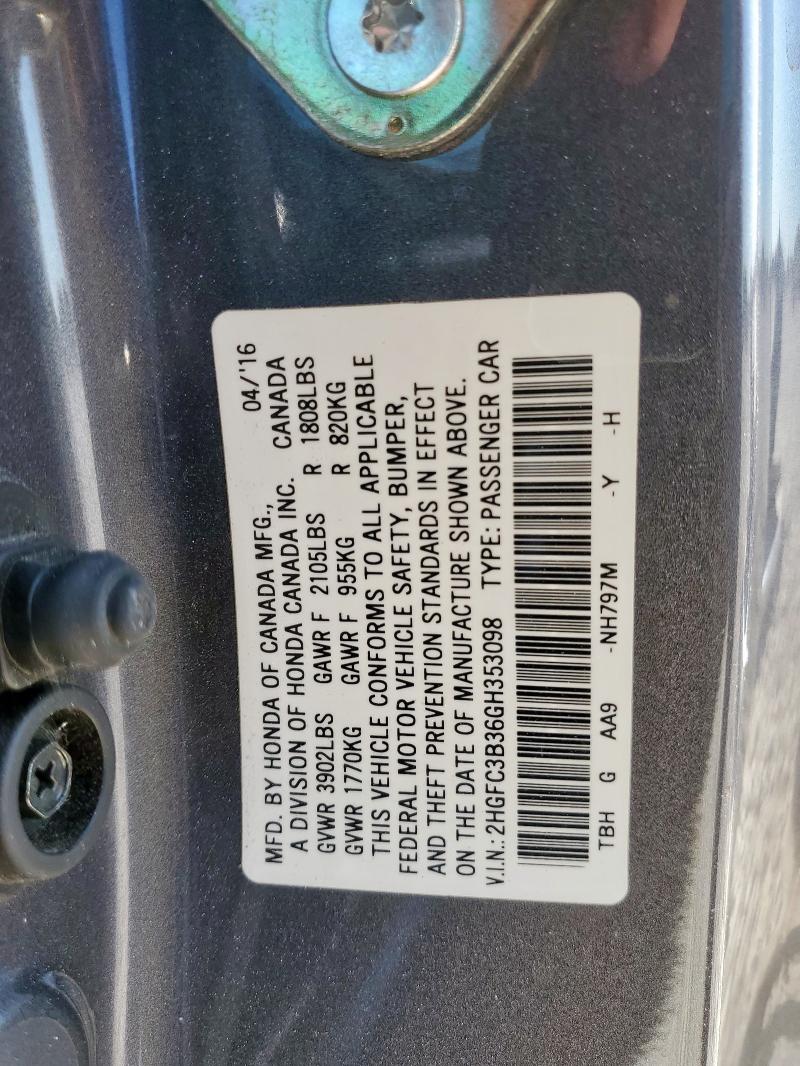 MFD. BY HONDA OF CANADA MFG., 04/'16
A DIVISION OF HONDA CANADA INC. CANADA
GVWR 3902LBS GAWR F 2105LBS R 1808LBS
GVWR 1770KG GAWR F 955KG R 820KG
THIS VEHICLE CONFORMS TO ALL APPLICABLE
FEDERAL MOTOR VEHICLE SAFETY, BUMPER,
AND THEFT PREVENTION STANDARDS IN EFFECT
ON THE DATE OF MANUFACTURE SHOWN ABOVE.
V.I.N.: 2HGFC3B36GH353098 TYPE: PASSENGER CAR
TBH G AA9 -NH797M -Y -H